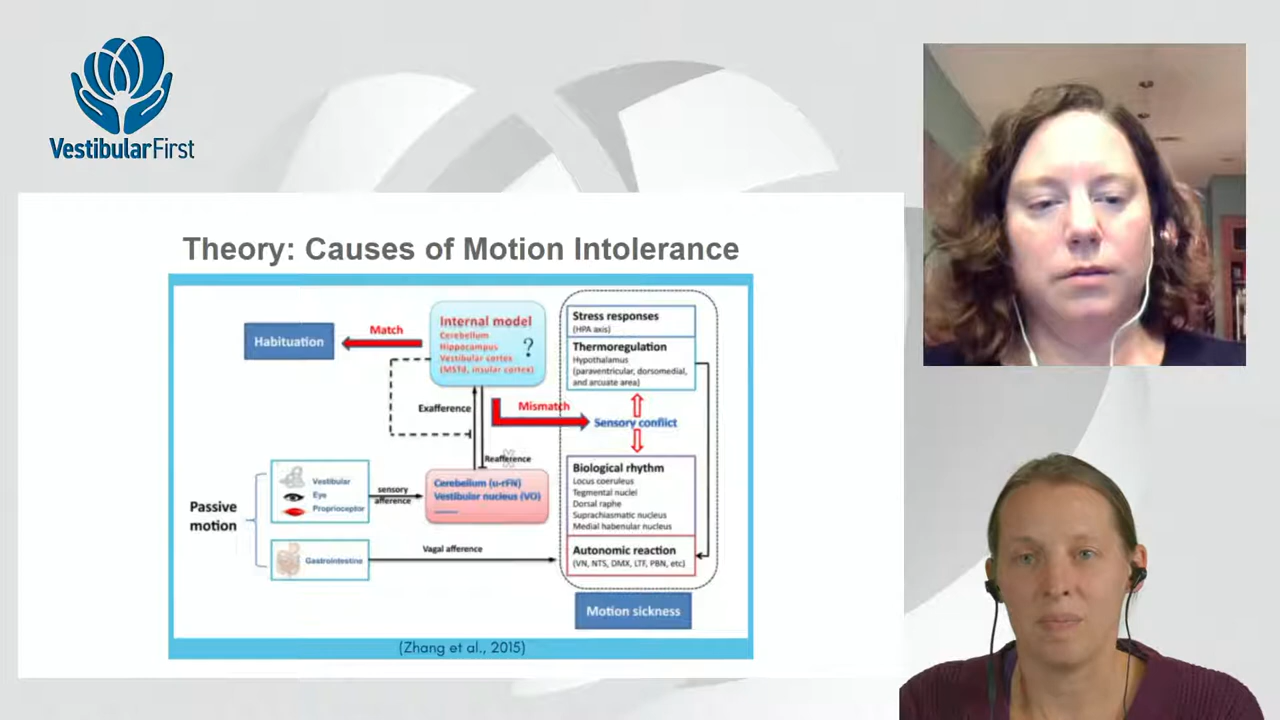 VestibularFirst
Theory: Causes of Motion Intolerance
Habituation
Match
Internal model
Cerebellum
Hippocampus
Vestibular cortex
(MSTd, insular cortex)
?
Exafference
Mismatch
Reafference
Stress responses
(HPA axis)
Thermoregulation
Hypothalamus
(paraventricular, dorsomedial,
and arcuate area)
Sensory conflict
Passive
motion
Vestibular
Eye
Proprioceptor
sensory
afference
Cerebellum (u-rFN)
Vestibular nucleus (VO)
Biological rhythm
Locus coeruleus
Tegmental nuclei
Dorsal raphe
Suprachiasmatic nucleus
Medial habenular nucleus
Gastrointestine
Vagal afference
Autonomic reaction
(VN, NTS, DMX, LTF, PBN, etc)
Motion sickness
(Zhang et al., 2015)